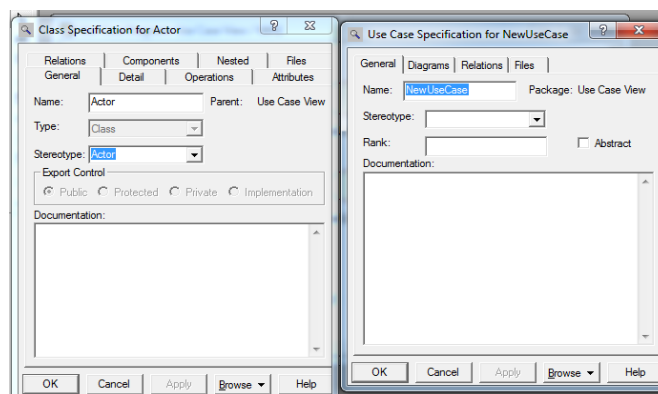 Class Specification for Actor
Relations Components Nested Files
General Detail Operations Attributes
Name: Actor Parent: Use Case View
Type: Class
Stereotype: Actor
Export Control
Public Protected Private Implementation
Documentation:
OK Cancel Apply Browse Help
Use Case Specification for NewUseCase
General Diagrams Relations Files
Name: NewUseCase Package: Use Case View
Stereotype:
Rank: Abstract
Documentation:
OK Cancel Apply Browse Help